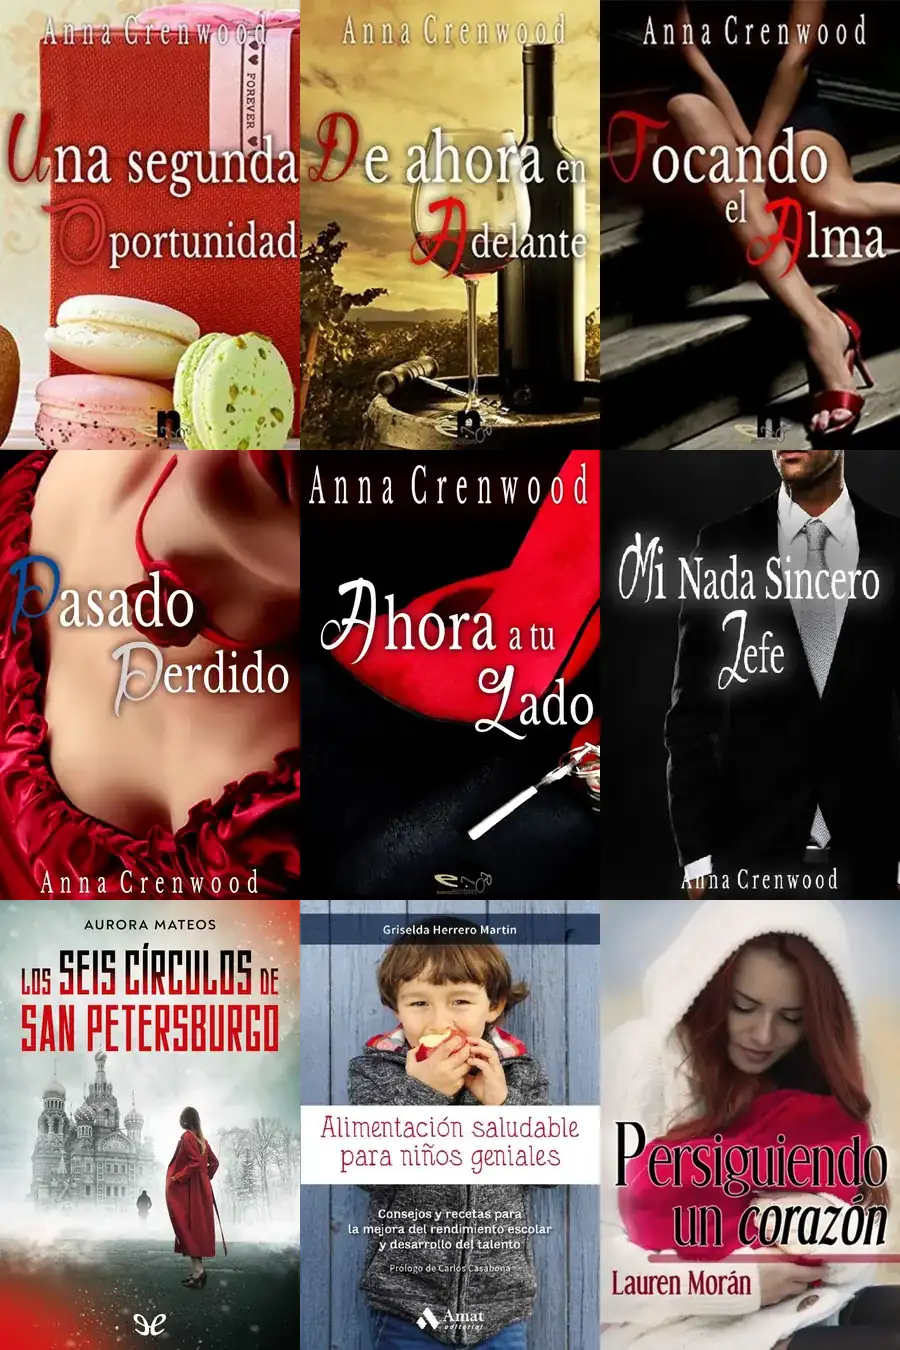 Anna Crenwood
FOREVER
Una segunda
Oportunidad
Anna Crenwood
De ahora en
Adelante
Anna Crenwood
Tocando
el
Alma
Pasado
Perdido
Anna Crenwood
Anna Crenwood
Ahora a tu
Lado
Mi Nada Sincero
Jefe
Anna Crenwood
AURORA MATEOS
LOS SEIS CÍRCULOS DE
SAN PETERSBURGO
Griselda Herrero Martín
Alimentación saludable
para niños geniales
Consejos y recetas para
la mejora del rendimiento escolar
y desarrollo del talento
Prólogo de Carlos Casabona
Amat
editorial
Persiguiendo
un corazón
Lauren Morán